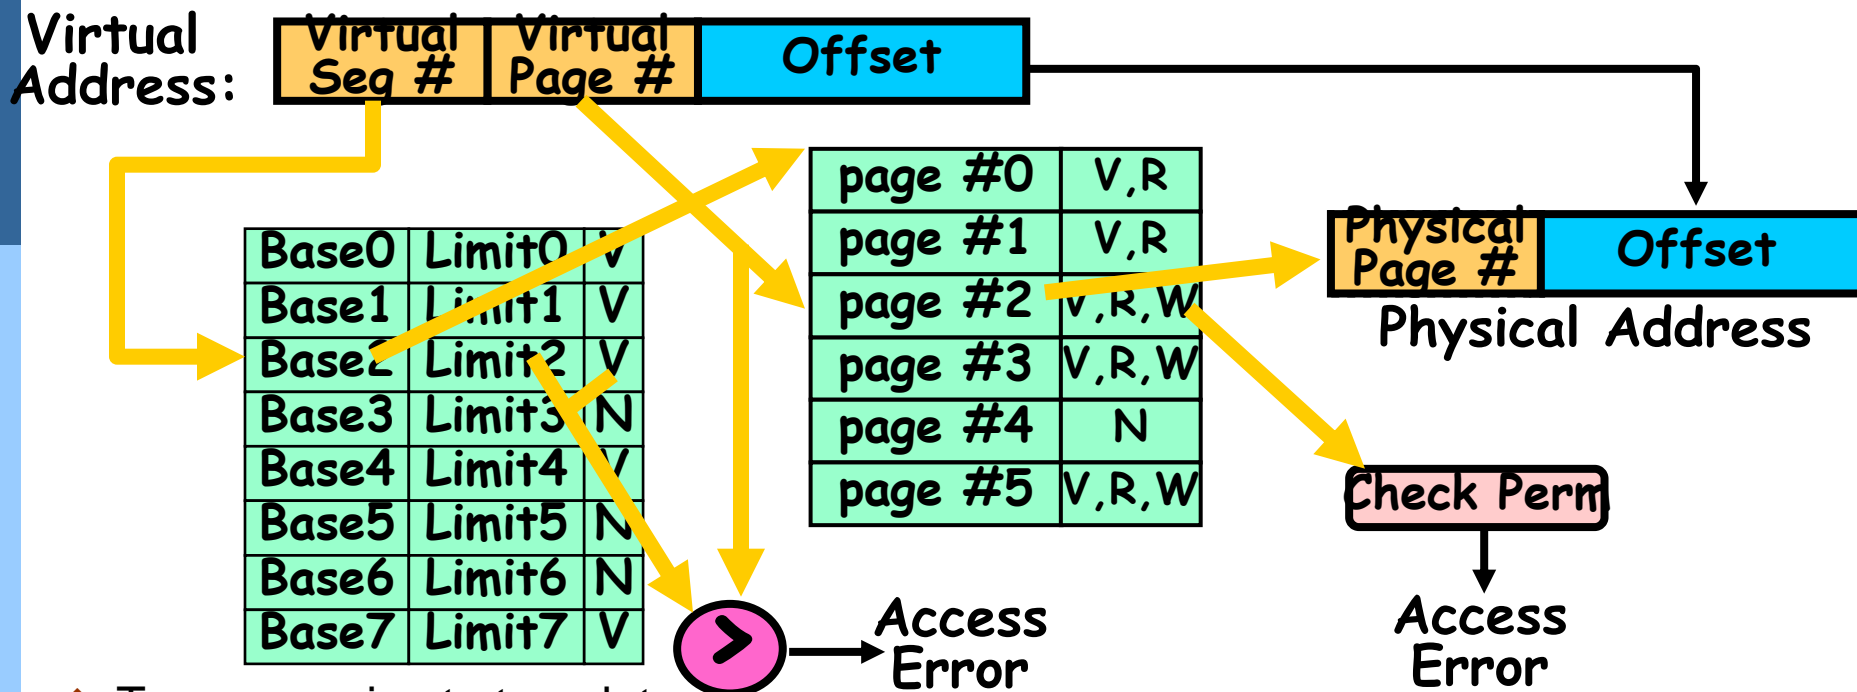 Virtual
Address:
Virtual
Seg #
Virtual
Page #
Offset
Base0 Limit0 V
Base1 Limit1 V
Base2 Limit2 V
Base3 Limit3 N
Base4 Limit4 V
Base5 Limit5 N
Base6 Limit6 N
Base7 Limit7 V
page #0 V,R
page #1 V,R
page #2 V,R,W
page #3 V,R,W
page #4 N
page #5 V,R,W
Physical
Page #
Offset
Physical Address
Check Perm
>
Access
Error
Access
Error